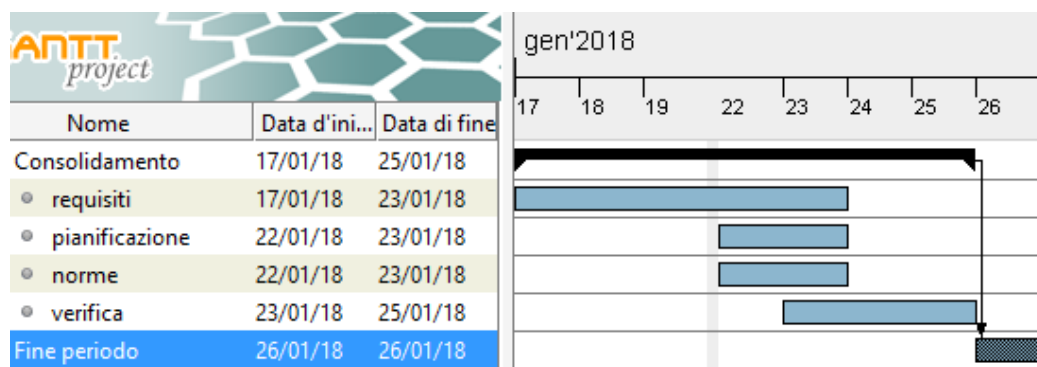 ANTT
project
gen'2018
17 18 19 22 23 24 25 26
Nome Data d'ini... Data di fine
Consolidamento 17/01/18 25/01/18
requisiti 17/01/18 23/01/18
pianificazione 22/01/18 23/01/18
norme 22/01/18 23/01/18
verifica 23/01/18 25/01/18
Fine periodo 26/01/18 26/01/18